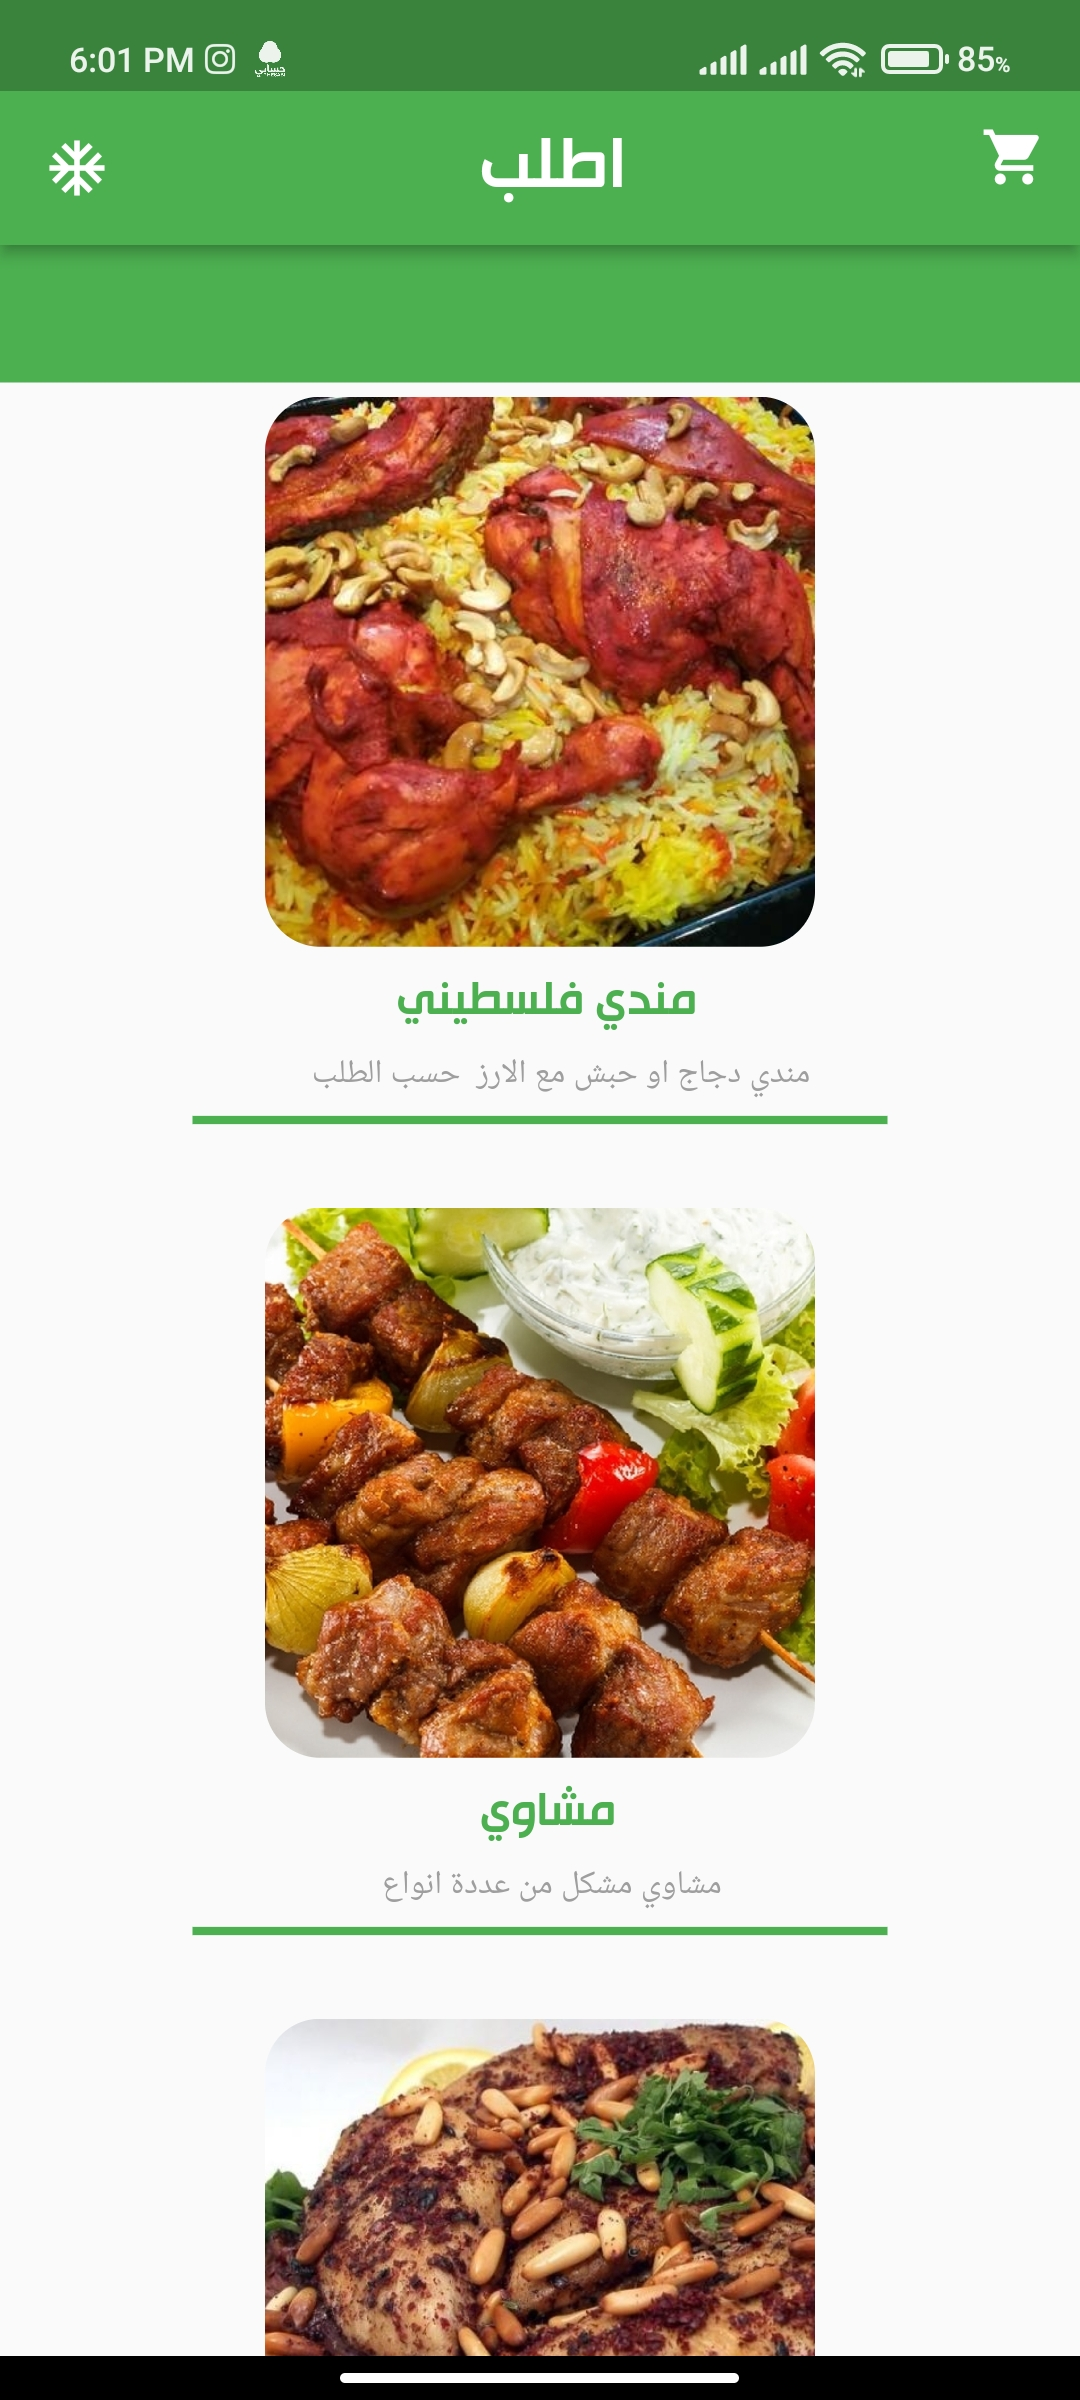 6:01 PM
85%
اطلب
مندي فلسطيني
مندي دجاج او حبش مع الارز حسب الطلب
مشاوي
مشاوي مشكل من عددة انواع